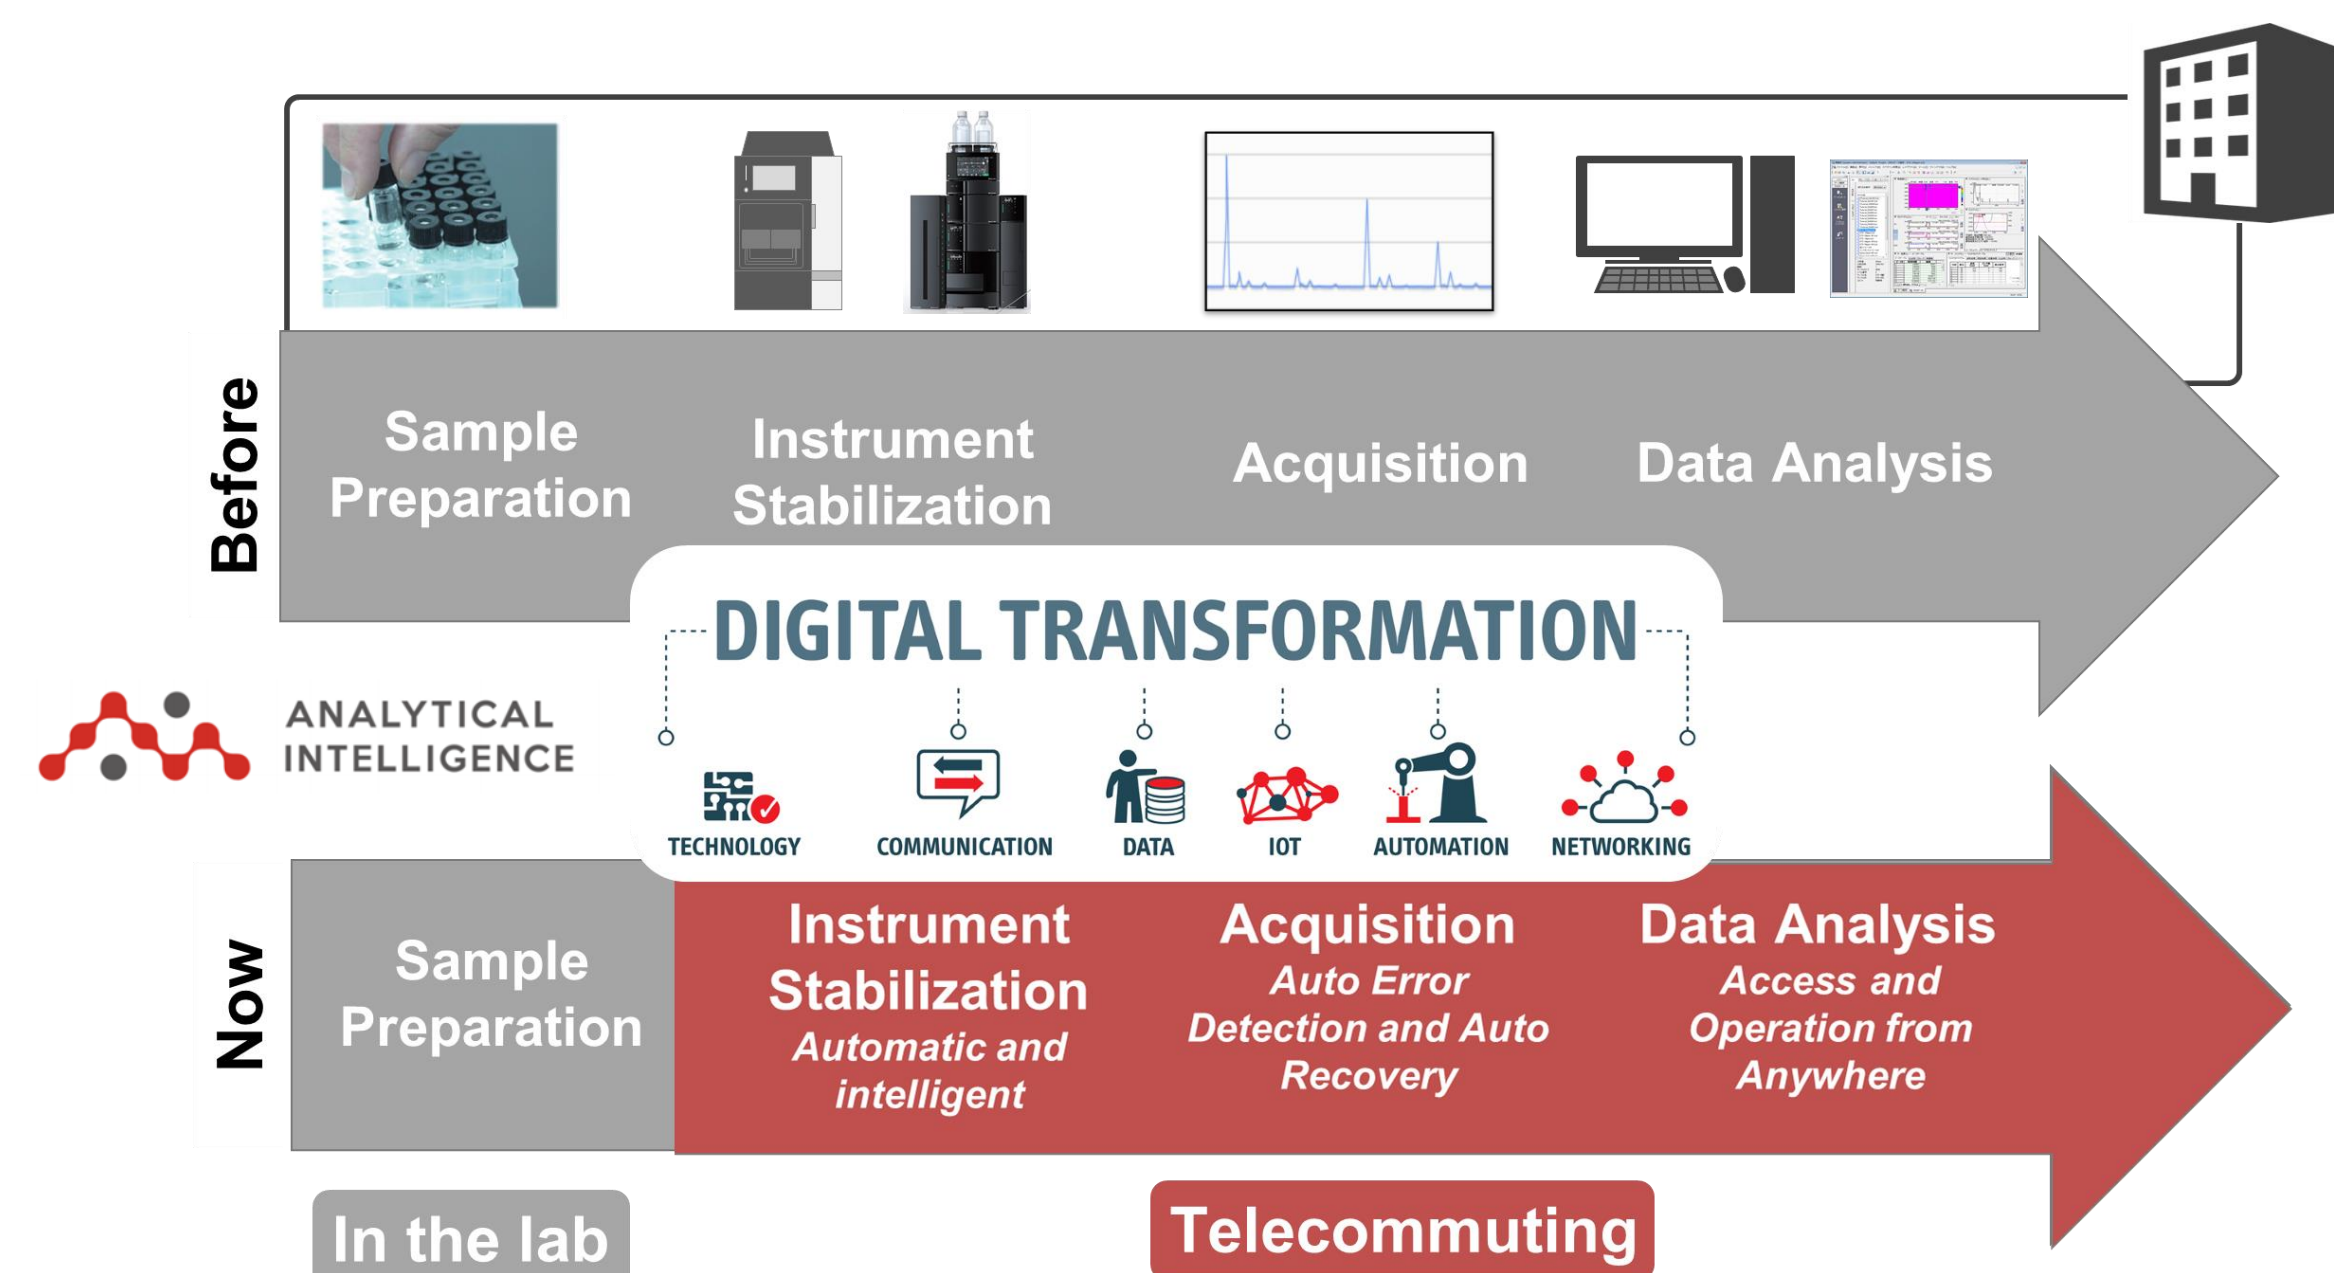 Before
Sample
Preparation
Instrument
Stabilization
Acquisition
Data Analysis
ANALYTICAL
INTELLIGENCE
DIGITAL TRANSFORMATION
TECHNOLOGY
COMMUNICATION
DATA
IOT
AUTOMATION
NETWORKING
Now
Sample
Preparation
Instrument
Stabilization
Automatic and
intelligent
Acquisition
Auto Error
Detection and Auto
Recovery
Data Analysis
Access and
Operation from
Anywhere
In the lab
Telecommuting